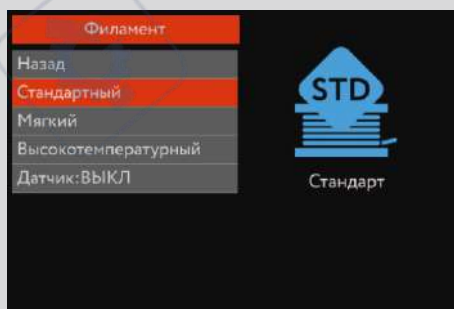 Филамент
Назад
Стандартный
Мягкий
Высокотемпературный
Датчик:ВЫКЛ
STD
Стандарт